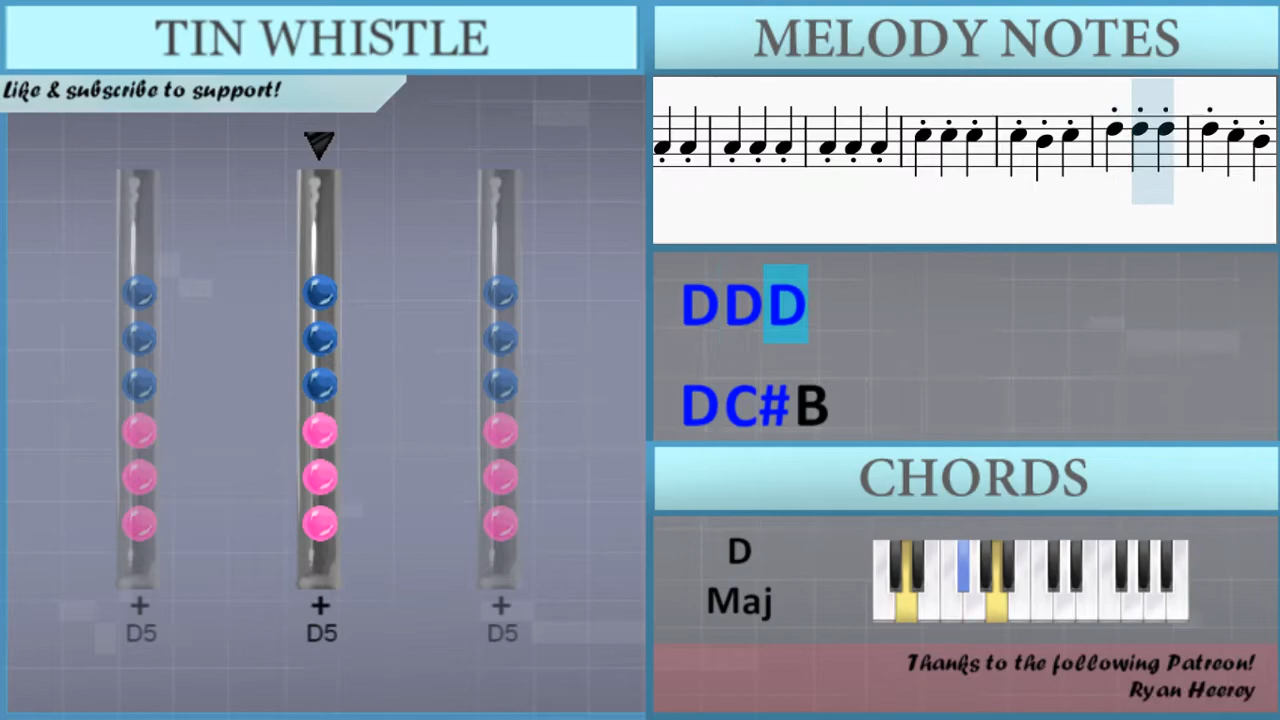 TIN WHISTLE
Like & subscribe to support!
+ + +
D5 D5 D5
MELODY NOTES
DDD
DC#B
CHORDS
D
Maj
Thanks to the following Patreon!
Ryan Heerey